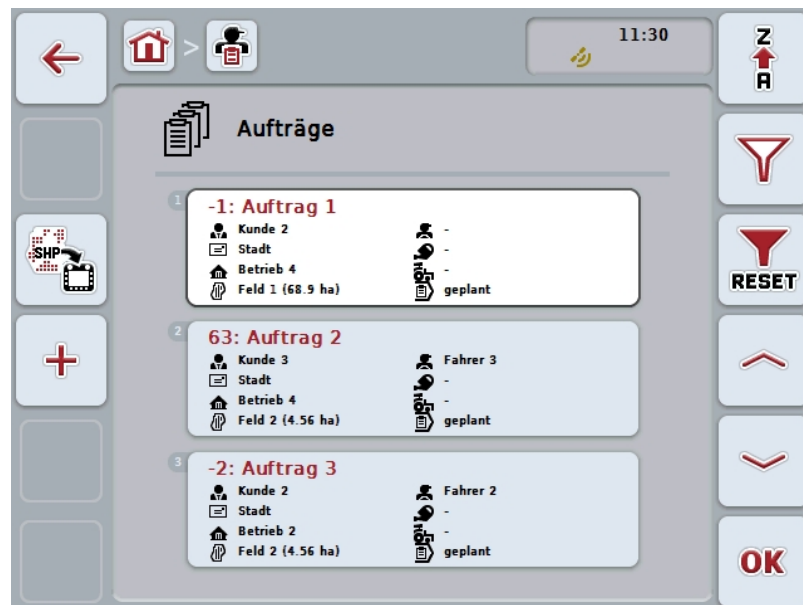 11:30
Z
A
Aufträge
SHP
RESET
OK
1
-1: Auftrag 1
Kunde 2 -
Stadt -
Betrieb 4 -
Feld 1 (68.9 ha) geplant
2
63: Auftrag 2
Kunde 3 Fahrer 3
Stadt -
Betrieb 4 -
Feld 2 (4.56 ha) geplant
3
-2: Auftrag 3
Kunde 2 Fahrer 2
Stadt -
Betrieb 2 -
Feld 2 (4.56 ha) geplant